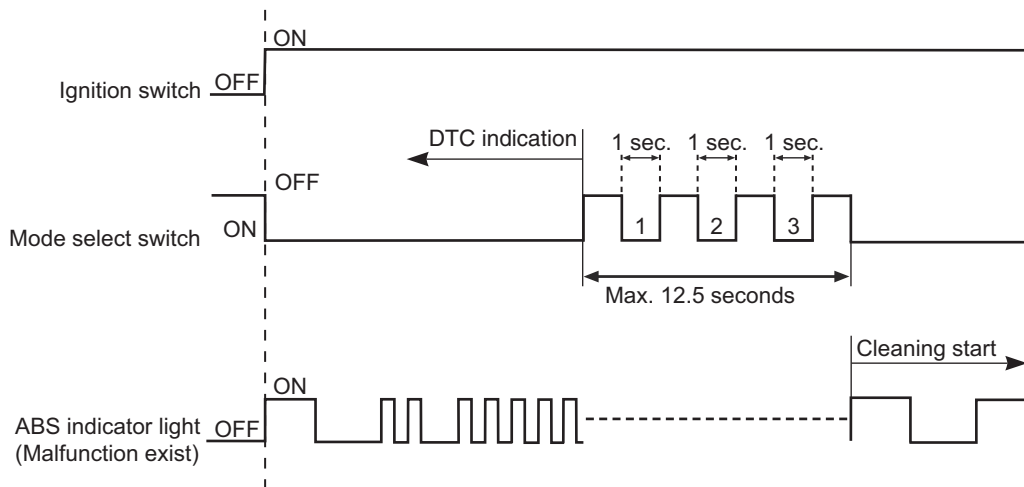 ON
Ignition switch
OFF
DTC indication
1 sec.
1 sec.
1 sec.
OFF
Mode select switch
ON
1
2
3
Max. 12.5 seconds
Cleaning start
ON
ABS indicator light
(Malfunction exist)
OFF